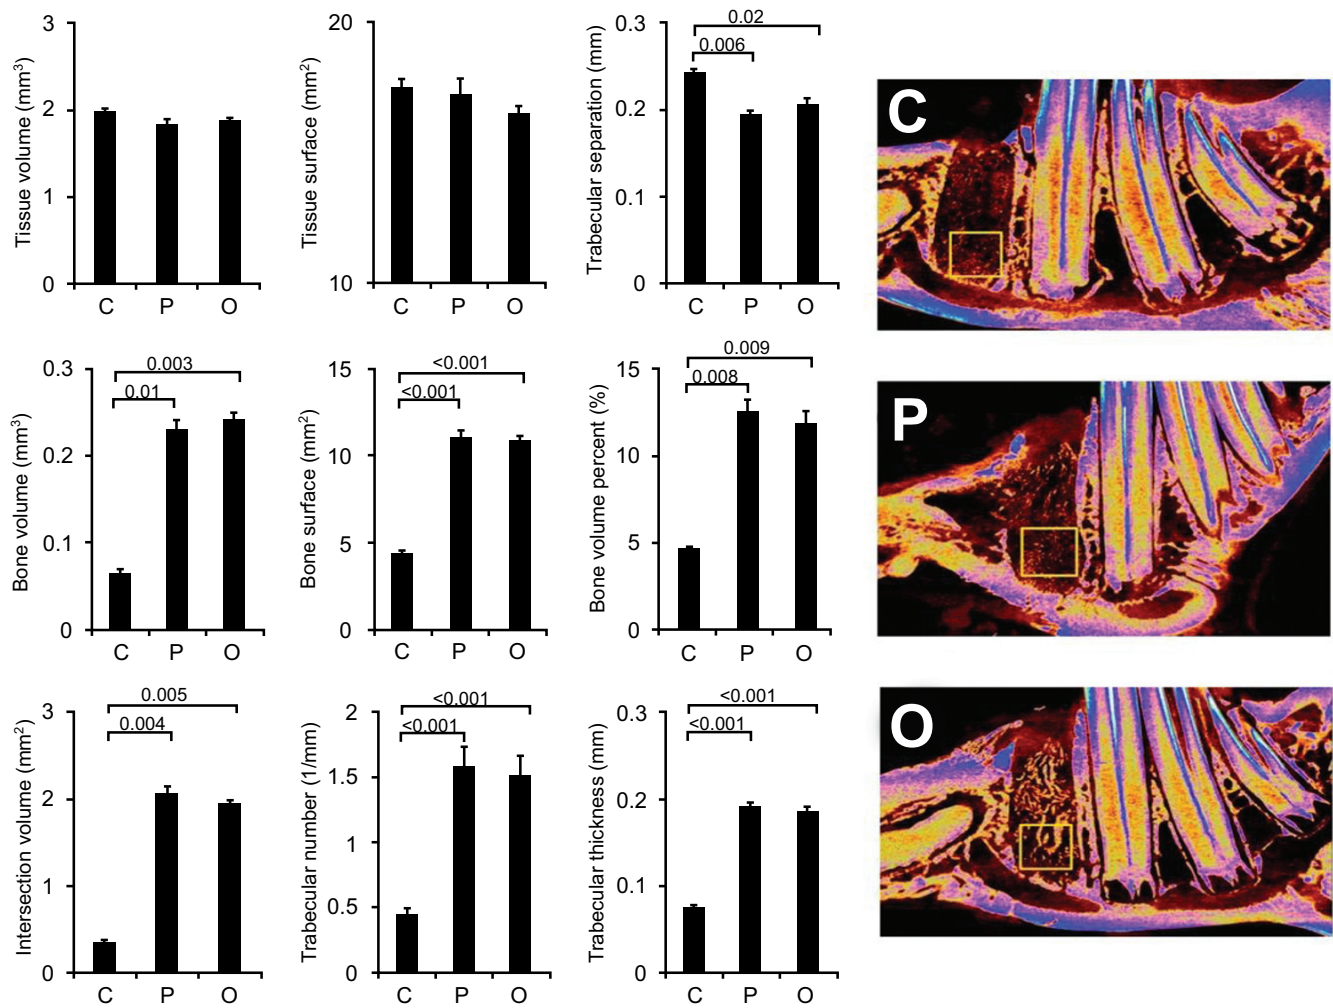 Tissue volume (mm³)
3
2
1
0
C P O
Tissue surface (mm²)
20
10
C P O
Trabecular separation (mm)
0.3
0.2
0.1
0
0.02
0.006
C P O
C
Bone volume (mm³)
0.3
0.2
0.1
0
0.003
0.01
C P O
Bone surface (mm²)
15
10
5
0
<0.001
<0.001
C P O
Bone volume percent (%)
15
10
5
0
0.009
0.008
C P O
P
Intersection volume (mm²)
3
2
1
0
0.005
0.004
C P O
Trabecular number (1/mm)
2
1.5
1
0.5
0
<0.001
<0.001
C P O
Trabecular thickness (mm)
0.3
0.2
0.1
0
<0.001
<0.001
C P O
O